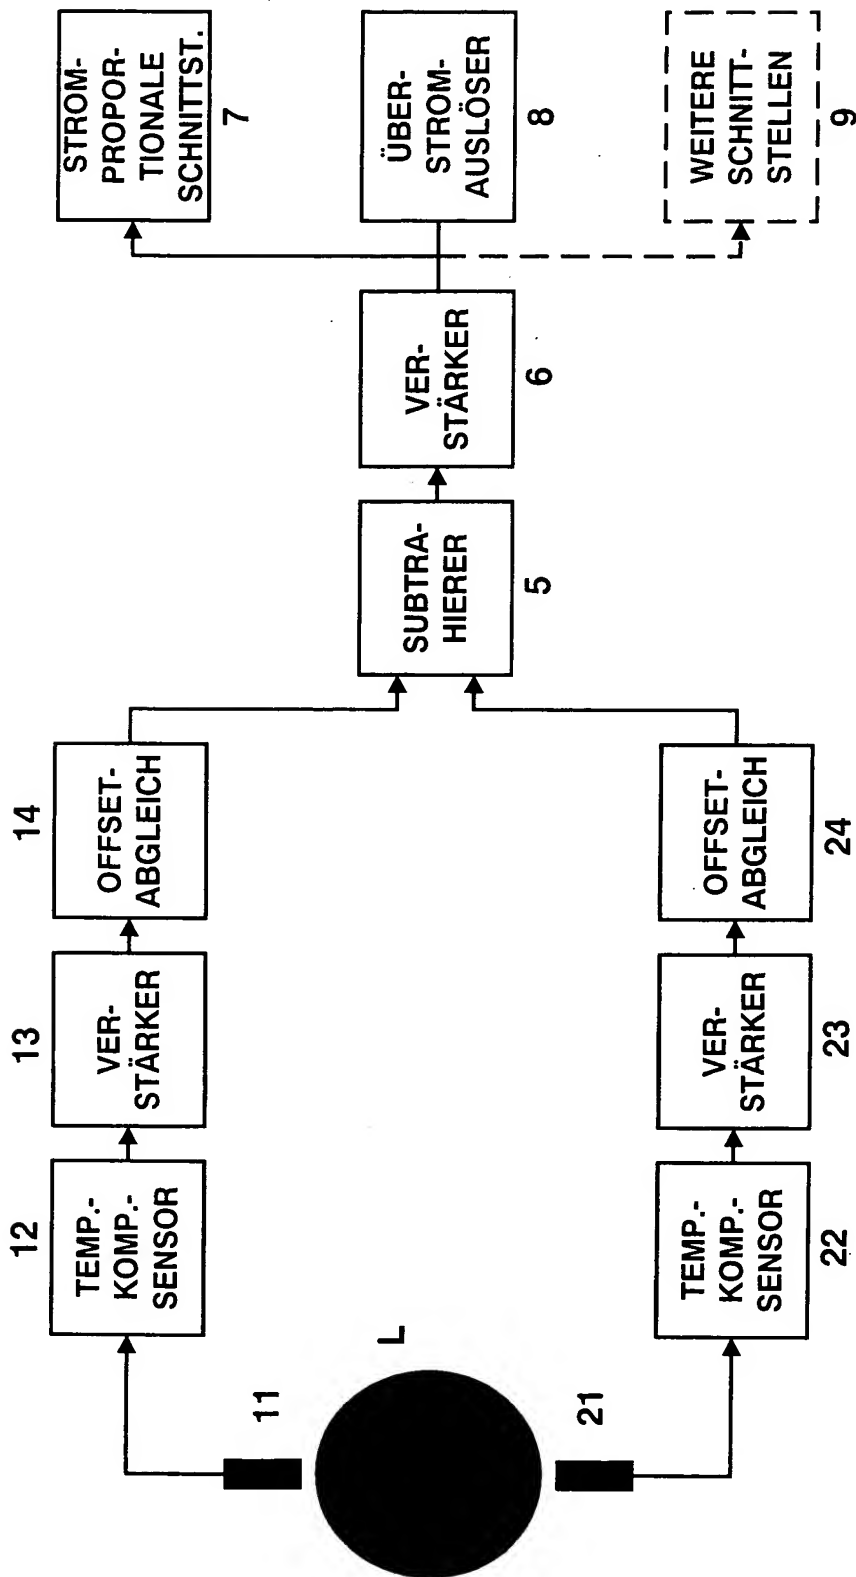 12
TEMP.-
KOMP.-
SENSOR
13
VER-
STÄRKER
14
OFFSET-
ABGLEICH
STROM-
PROPOR-
TIONALE
SCHNITTST.
7
11
L
21
SUBTRA-
HIERER
5
VER-
STÄRKER
6
ÜBER-
STROM-
AUSLÖSER
8
TEMP.-
KOMP.-
SENSOR
22
VER-
STÄRKER
23
OFFSET-
ABGLEICH
24
WEITERE
SCHNITT-
STELLEN
9